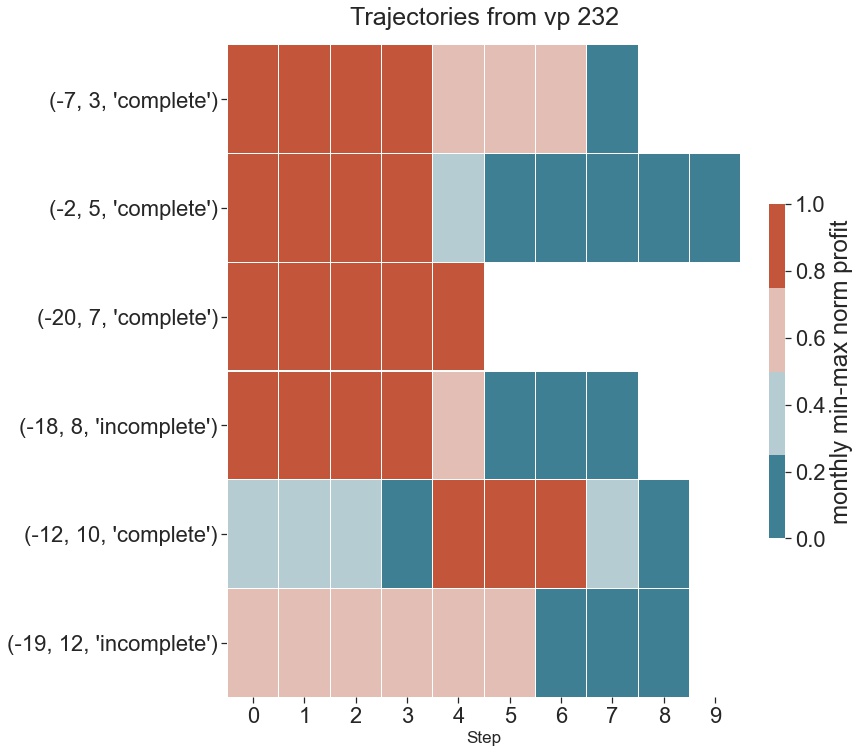 Trajectories from vp 232
(-7, 3, 'complete')
(-2, 5, 'complete')
(-20, 7, 'complete')
(-18, 8, 'incomplete')
(-12, 10, 'complete')
(-19, 12, 'incomplete')
0 1 2 3 4 5 6 7 8 9
Step
1.0
0.8
0.6
0.4
0.2
0.0
monthly min-max norm profit